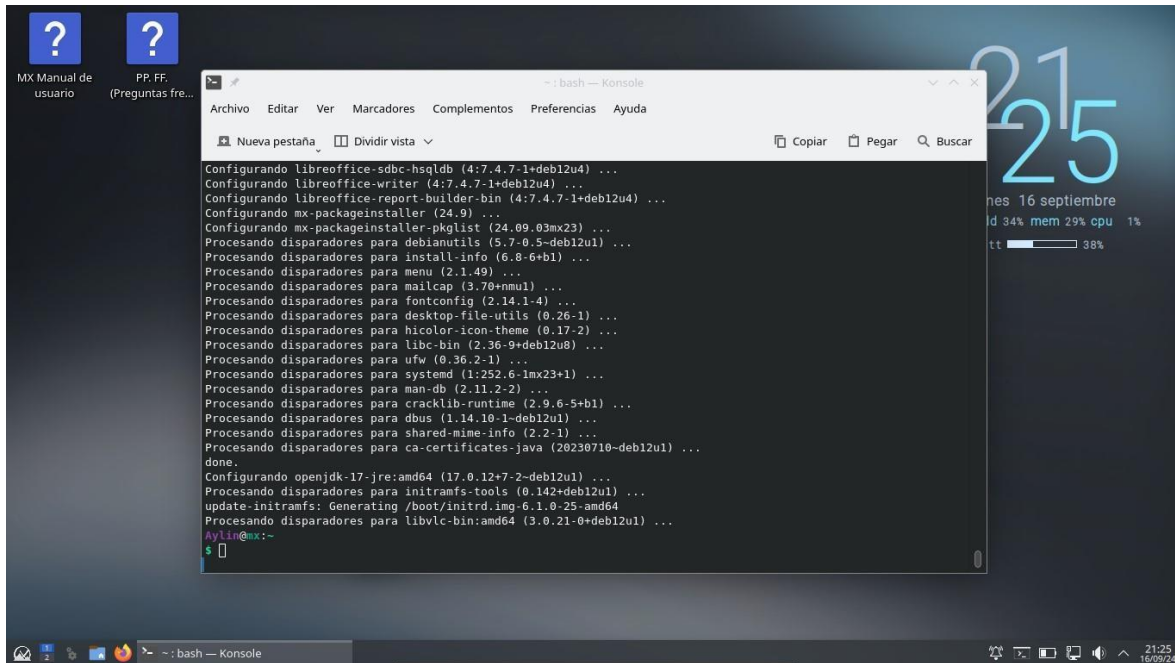 MX Manual de
usuario
PP. FF.
(Preguntas fre...
~ : bash — Konsole
Archivo Editar Ver Marcadores Complementos Preferencias Ayuda
Nueva pestaña Dividir vista Copiar Pegar Buscar
Configurando libreoffice-sdbc-hsqldb (4:7.4.7-1+deb12u4) ...
Configurando libreoffice-writer (4:7.4.7-1+deb12u4) ...
Configurando libreoffice-report-builder-bin (4:7.4.7-1+deb12u4) ...
Configurando mx-packageinstaller (24.9) ...
Configurando mx-packageinstaller-pkglist (24.09.03mx23) ...
Procesando disparadores para debianutils (5.7-0.5~deb12u1) ...
Procesando disparadores para install-info (6.8-6+b1) ...
Procesando disparadores para menu (2.1.49) ...
Procesando disparadores para mailcap (3.70+nmu1) ...
Procesando disparadores para fontconfig (2.14.1-4) ...
Procesando disparadores para desktop-file-utils (0.26-1) ...
Procesando disparadores para hicolor-icon-theme (0.17-2) ...
Procesando disparadores para libc-bin (2.36-9+deb12u8) ...
Procesando disparadores para ufw (0.36.2-1) ...
Procesando disparadores para systemd (1:252.6-1mx23+1) ...
Procesando disparadores para man-db (2.11.2-2) ...
Procesando disparadores para cracklib-runtime (2.9.6-5+b1) ...
Procesando disparadores para dbus (1.14.10-1~deb12u1) ...
Procesando disparadores para shared-mime-info (2.2-1) ...
Procesando disparadores para ca-certificates-java (20230710~deb12u1) ...
done.
Configurando openjdk-17-jre:amd64 (17.0.12+7-2~deb12u1) ...
Procesando disparadores para initramfs-tools (0.142+deb12u1) ...
update-initramfs: Generating /boot/initrd.img-6.1.0-25-amd64
Procesando disparadores para libvlc-bin:amd64 (3.0.21-0+deb12u1) ...
Aylin@mx:~
$
21
25
nes 16 septiembre
dd 34% mem 29% cpu 1%
tt 38%
1
2
~ : bash — Konsole
21:25
16/09/24